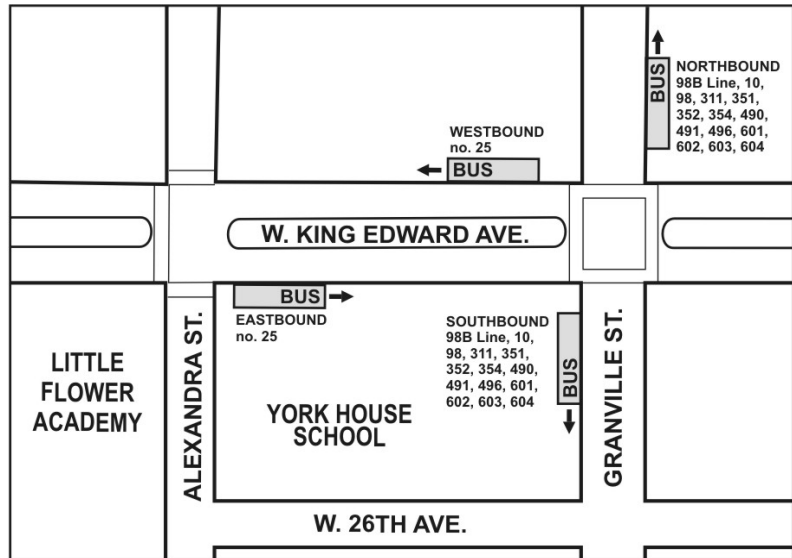 NORTHBOUND
98B Line, 10,
98, 311, 351,
352, 354, 490,
491, 496, 601,
602, 603, 604
BUS
WESTBOUND
no. 25
BUS
W. KING EDWARD AVE.
BUS
EASTBOUND
no. 25
SOUTHBOUND
98B Line, 10,
98, 311, 351,
352, 354, 490,
491, 496, 601,
602, 603, 604
BUS
LITTLE
FLOWER
ACADEMY
ALEXANDRA ST.
YORK HOUSE
SCHOOL
GRANVILLE ST.
W. 26TH AVE.